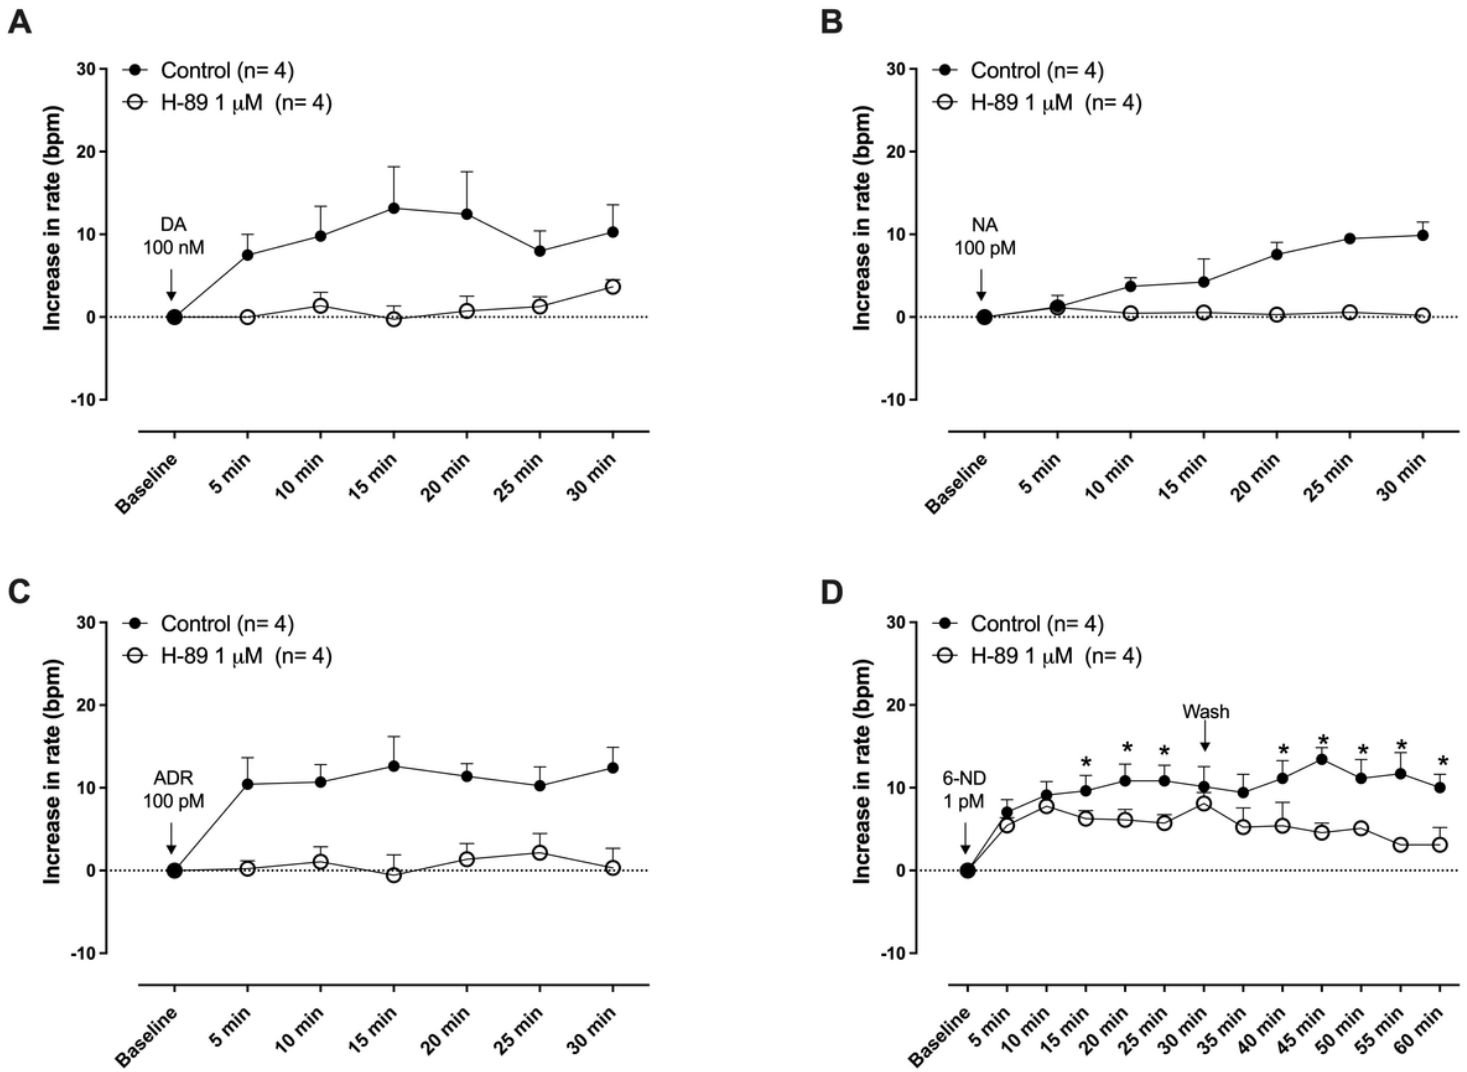 A
Control (n= 4)
H-89 1 μM (n= 4)
Increase in rate (bpm)
30
20
10
0
-10
DA
100 nM
Baseline
5 min
10 min
15 min
20 min
25 min
30 min
B
Control (n= 4)
H-89 1 μM (n= 4)
Increase in rate (bpm)
30
20
10
0
-10
NA
100 pM
Baseline
5 min
10 min
15 min
20 min
25 min
30 min
C
Control (n= 4)
H-89 1 μM (n= 4)
Increase in rate (bpm)
30
20
10
0
-10
ADR
100 pM
Baseline
5 min
10 min
15 min
20 min
25 min
30 min
D
Control (n= 4)
H-89 1 μM (n= 4)
Increase in rate (bpm)
30
20
10
0
-10
6-ND
1 pM
Wash
* * * * * * * *
Baseline
5 min
10 min
15 min
20 min
25 min
30 min
35 min
40 min
45 min
50 min
55 min
60 min